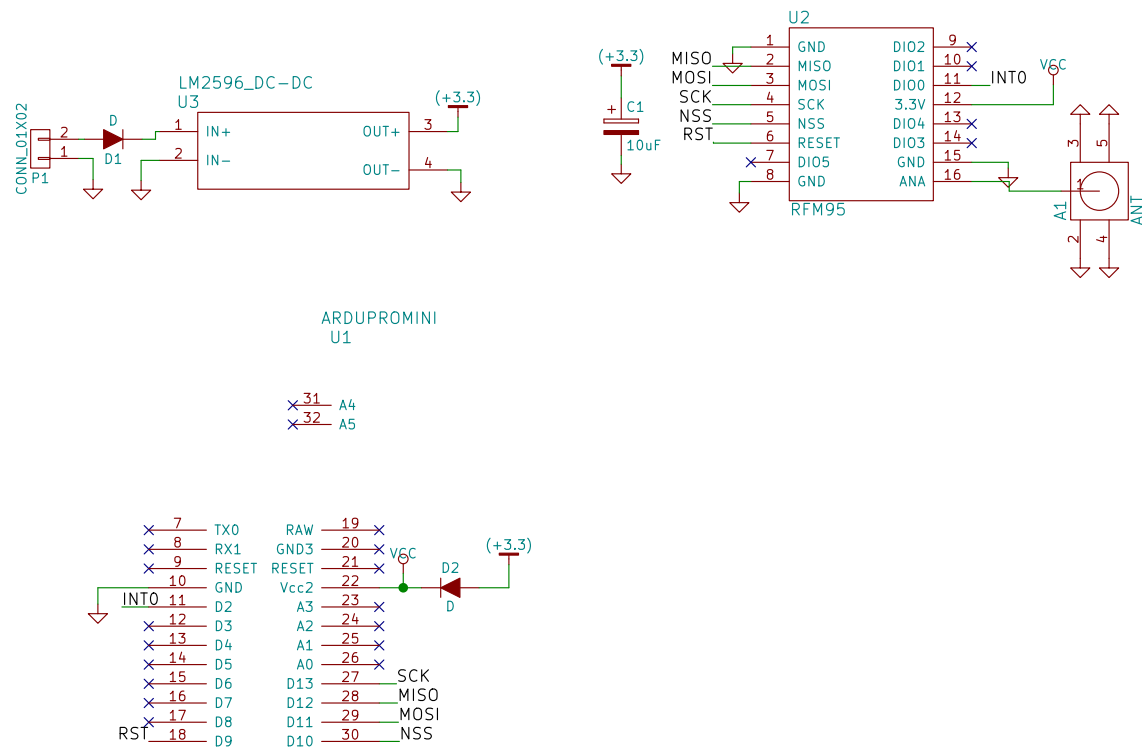 LM2596_DC-DC
U3
(+3.3)
CONN_01X02
P1
2
1
D
D1
1 IN+
2 IN-
OUT+ 3
OUT- 4
(+3.3)
+ C1
10uF
U2
MISO
MOSI
SCK
NSS
RST
1 GND
2 MISO
3 MOSI
4 SCK
5 NSS
6 RESET
7 DIO5
8 GND
DIO2 9
DIO1 10
DIO0 11 INT0
3.3V 12
DIO4 13
DIO3 14
GND 15
ANA 16
RFM95
VCC
3
5
1
A1
ANT
2
4
ARDUPROMINI
U1
31 A4
32 A5
7 TX0
8 RX1
9 RESET
10 GND
INT0 11 D2
12 D3
13 D4
14 D5
15 D6
16 D7
17 D8
RST 18 D9
RAW 19
GND3 20
RESET 21
Vcc2 22
A3 23
A2 24
A1 25
A0 26
D13 27 SCK
D12 28 MISO
D11 29 MOSI
D10 30 NSS
VCC
D2
D
(+3.3)